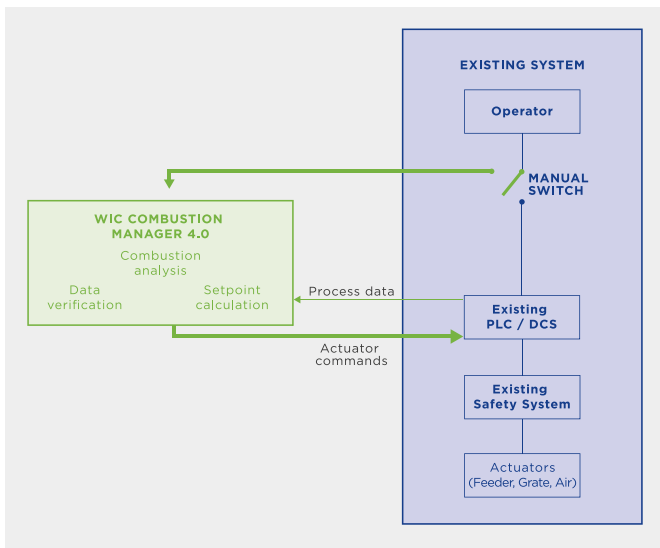 EXISTING SYSTEM
Operator
MANUAL
SWITCH
WIC COMBUSTION
MANAGER 4.0
Combustion
analysis
Data
verification
Setpoint
calculation
Process data
Existing
PLC / DCS
Actuator
commands
Existing
Safety System
Actuators
(Feeder, Grate, Air)